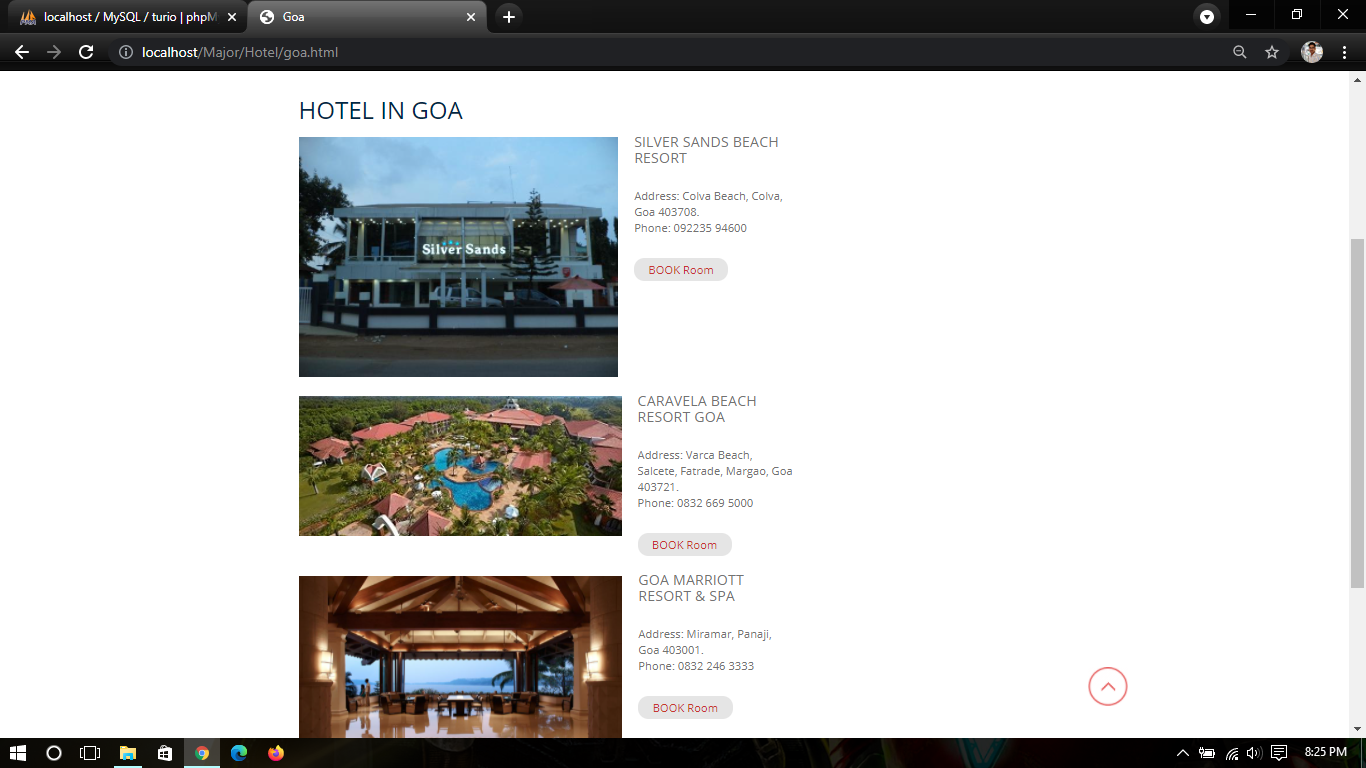 localhost / MySQL / turio | phpM
Goa
localhost/Major/Hotel/goa.html
HOTEL IN GOA
Silver Sands
SILVER SANDS BEACH
RESORT
Address: Colva Beach, Colva,
Goa 403708.
Phone: 092235 94600
BOOK Room
CARAVELA BEACH
RESORT GOA
Address: Varca Beach,
Salcete, Fatrade, Margao, Goa
403721.
Phone: 0832 669 5000
BOOK Room
GOA MARRIOTT
RESORT & SPA
Address: Miramar, Panaji,
Goa 403001.
Phone: 0832 246 3333
BOOK Room
8:25 PM